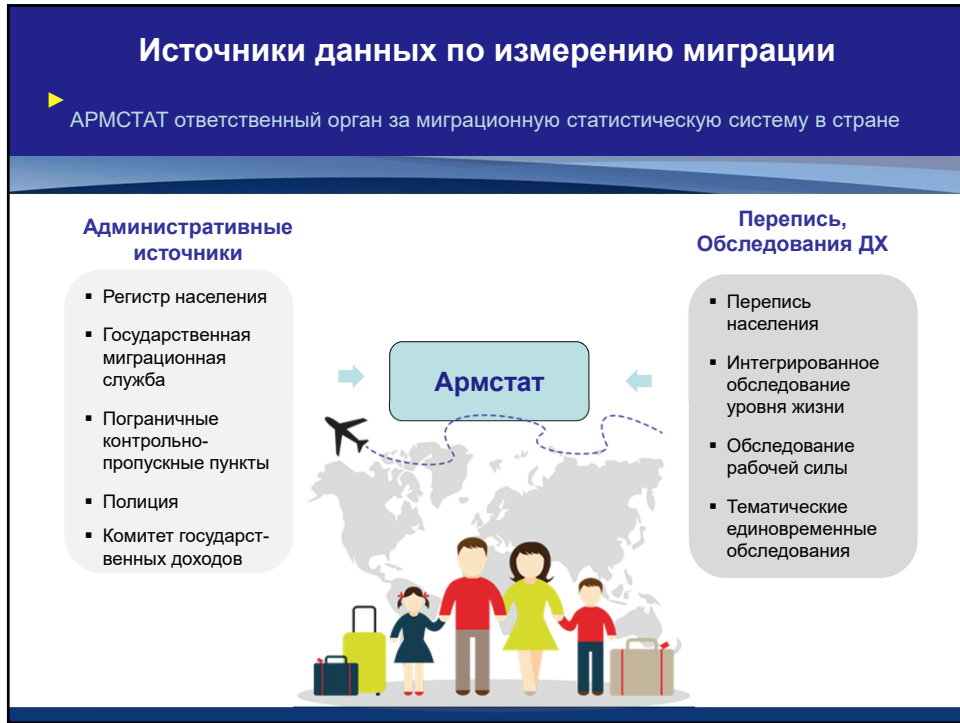 Источники данных по измерению миграции
АРМСТАТ ответственный орган за миграционную статистическую систему в стране
Административные
источники
Регистр населения
Государственная
миграционная
служба
Пограничные
контрольно-
пропускные пункты
Полиция
Комитет государст-
венных доходов
Армстат
Перепись,
Обследования ДХ
Перепись
населения
Интегрированное
обследование
уровня жизни
Обследование
рабочей силы
Тематические
единовременные
обследования